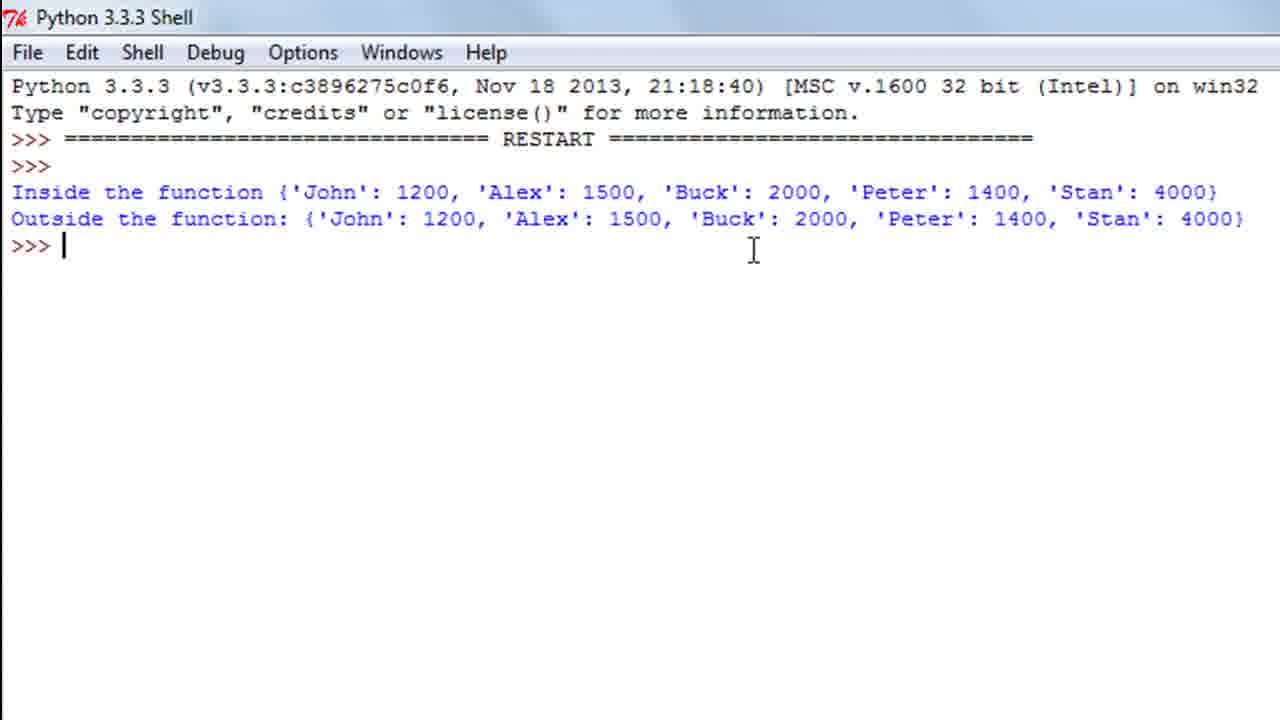 Python 3.3.3 Shell
File Edit Shell Debug Options Windows Help
Python 3.3.3 (v3.3.3:c3896275c0f6, Nov 18 2013, 21:18:40) [MSC v.1600 32 bit (Intel)] on win32
Type "copyright", "credits" or "license()" for more information.
>>> ================================ RESTART ================================
>>>
Inside the function {'John': 1200, 'Alex': 1500, 'Buck': 2000, 'Peter': 1400, 'Stan': 4000}
Outside the function: {'John': 1200, 'Alex': 1500, 'Buck': 2000, 'Peter': 1400, 'Stan': 4000}
>>>